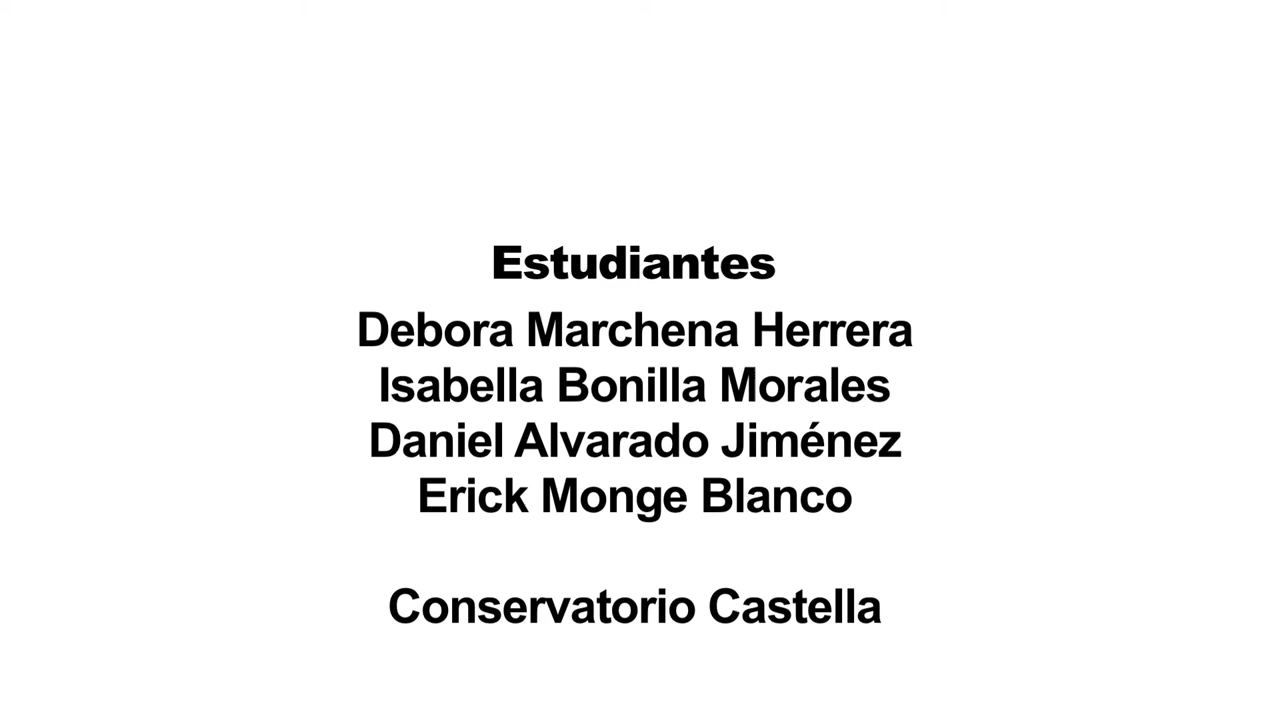 Estudiantes
Debora Marchena Herrera
Isabella Bonilla Morales
Daniel Alvarado Jiménez
Erick Monge Blanco
Conservatorio Castella